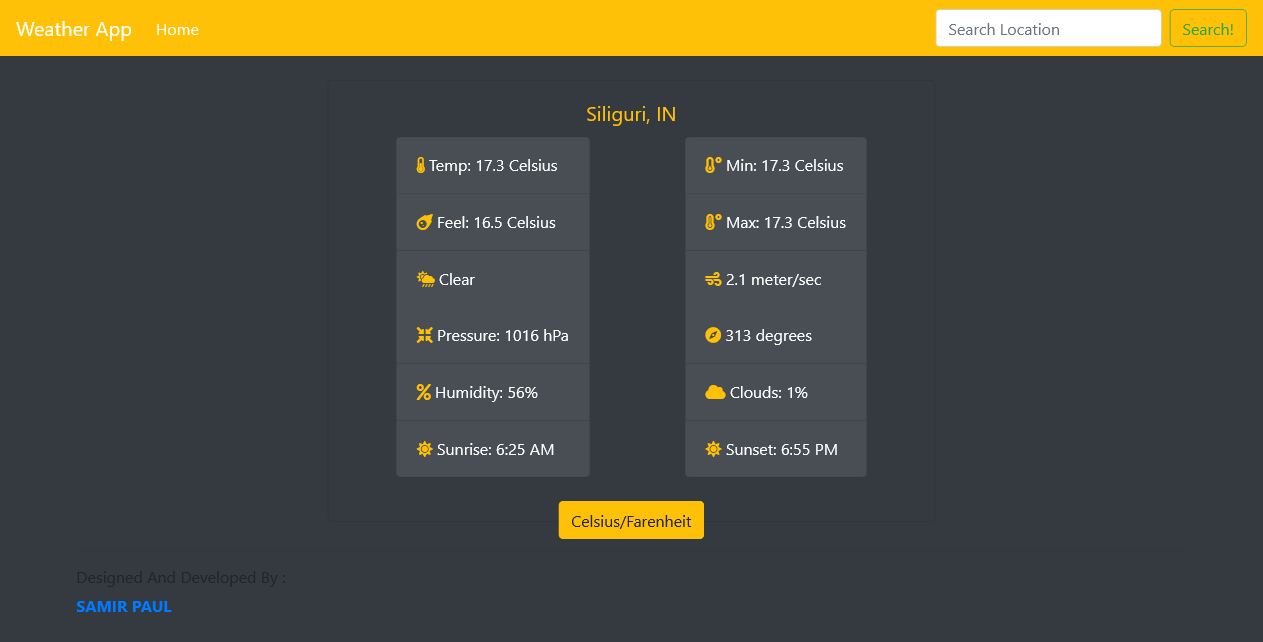 Weather App Home Search Location Search!
Siliguri, IN
Temp: 17.3 Celsius
Feel: 16.5 Celsius
Clear
Pressure: 1016 hPa
Humidity: 56%
Sunrise: 6:25 AM
Min: 17.3 Celsius
Max: 17.3 Celsius
2.1 meter/sec
313 degrees
Clouds: 1%
Sunset: 6:55 PM
Celsius/Farenheit
Designed And Developed By :
SAMIR PAUL